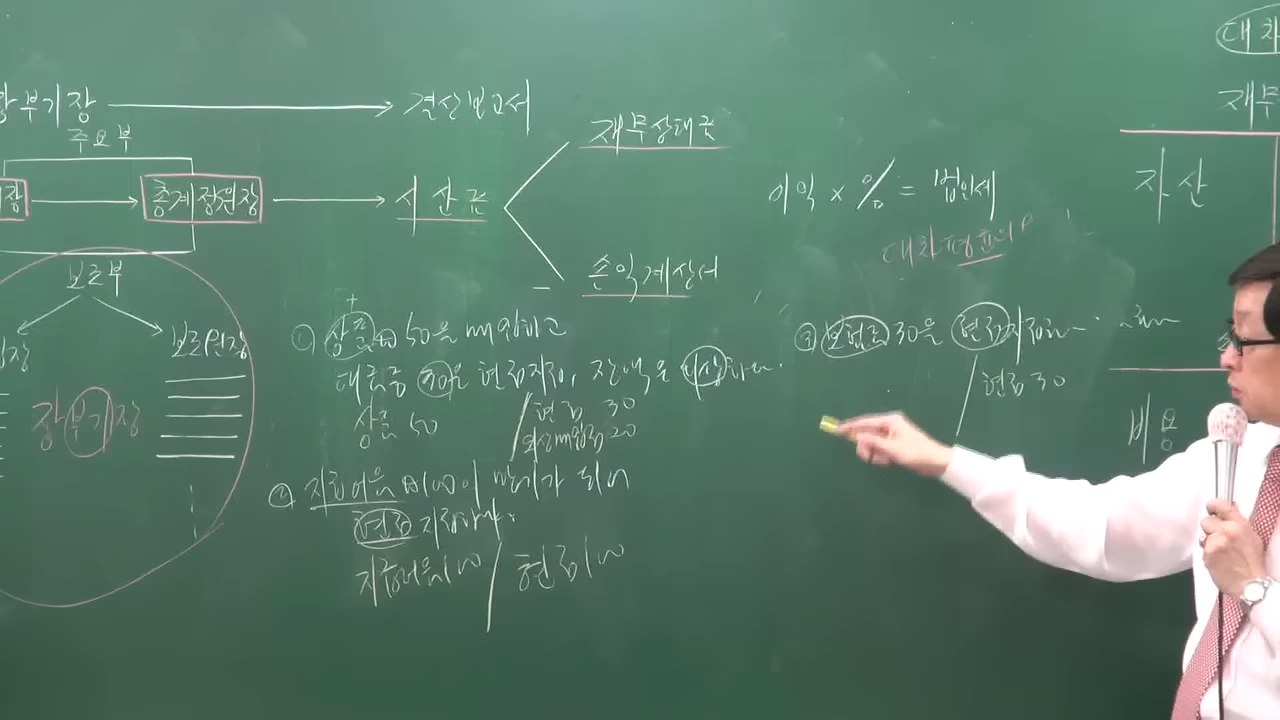 부기장 → 결산보고서
주요부
총계정원장 → 시산표
재무상태표
손익계산서
보조부
보조원장
장부기장
이익 × % = 법인세
대차평균의
① 상품 50을 매입하고
대금중 30은 현금지급, 잔액은 외상하다.
상품 50 / 현금 30
외상매입금 20
② 지급어음 100이 만기가 되어
현금 지급하다.
지급어음 100 / 현금 100
③ 보험료 30을 현금지급하다.
/ 현금 30
대차
재무
자산
비용